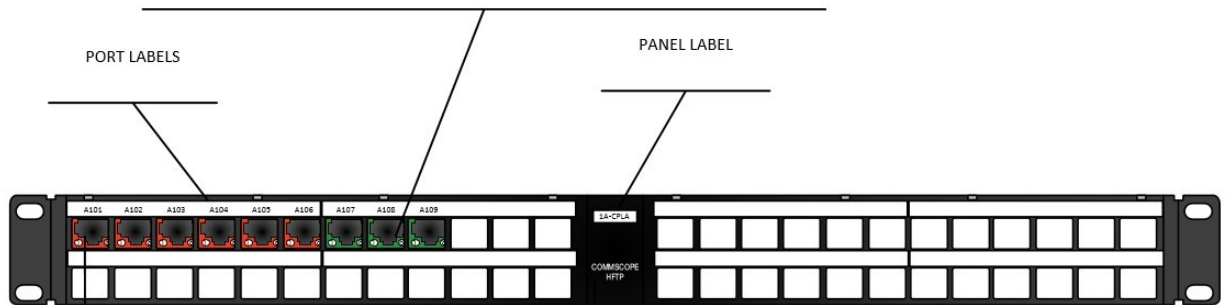 PORT LABELS
PANEL LABEL
A101 A102 A103 A104 A105 A106 A107 A108 A109
1A-CPLA
COMMSCOPE
HFTP